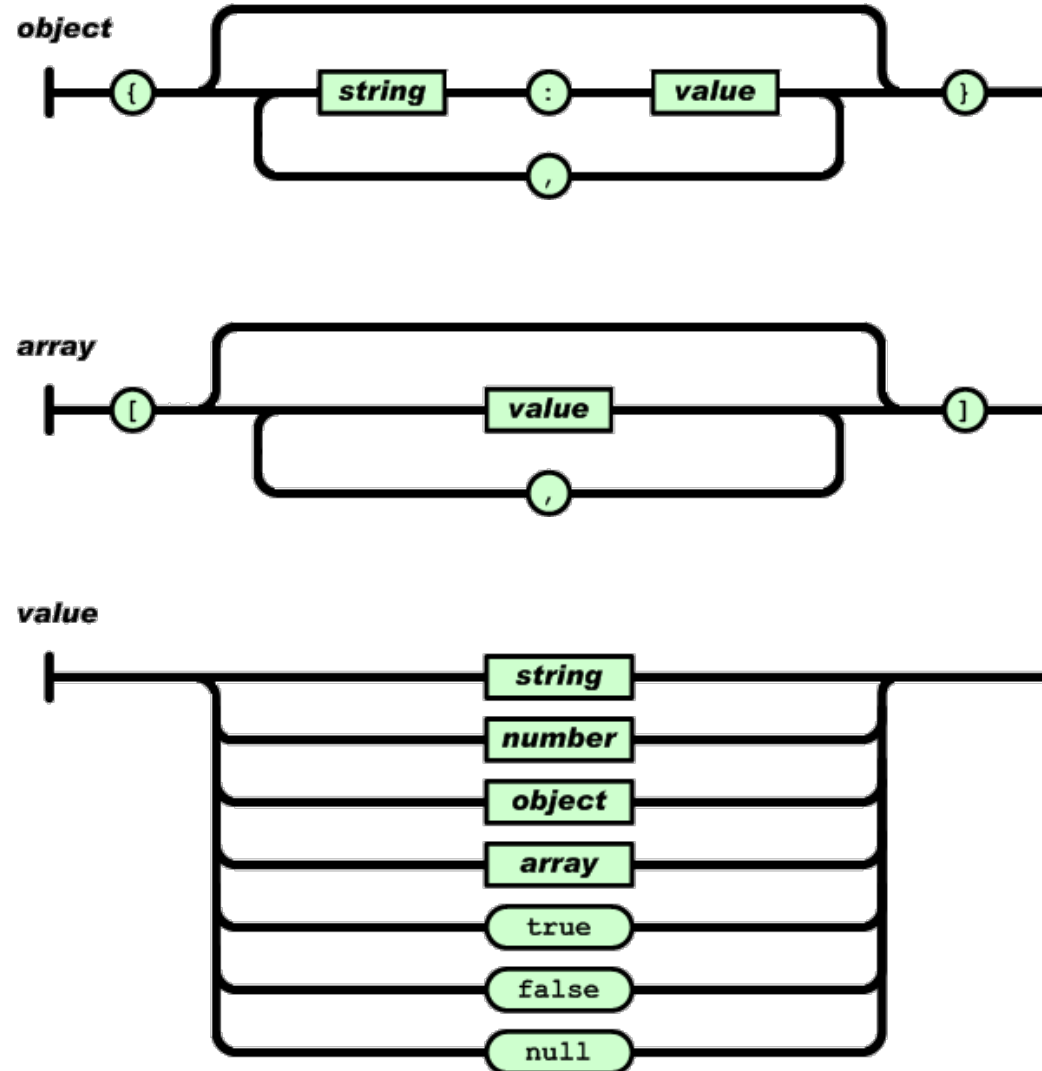 object
{ string : value }
,
array
[ value ]
,
value
string
number
object
array
true
false
null